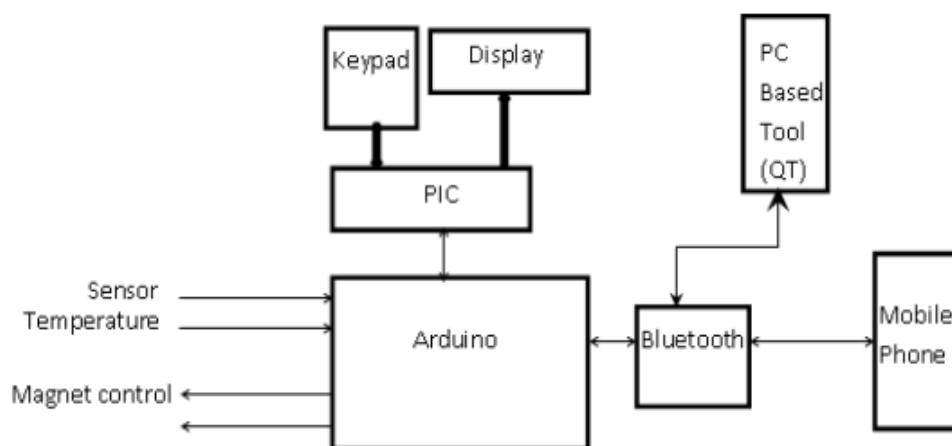 Keypad
Display
PC
Based
Tool
(QT)
PIC
Sensor
Temperature
Magnet control
Arduino
Bluetooth
Mobile
Phone